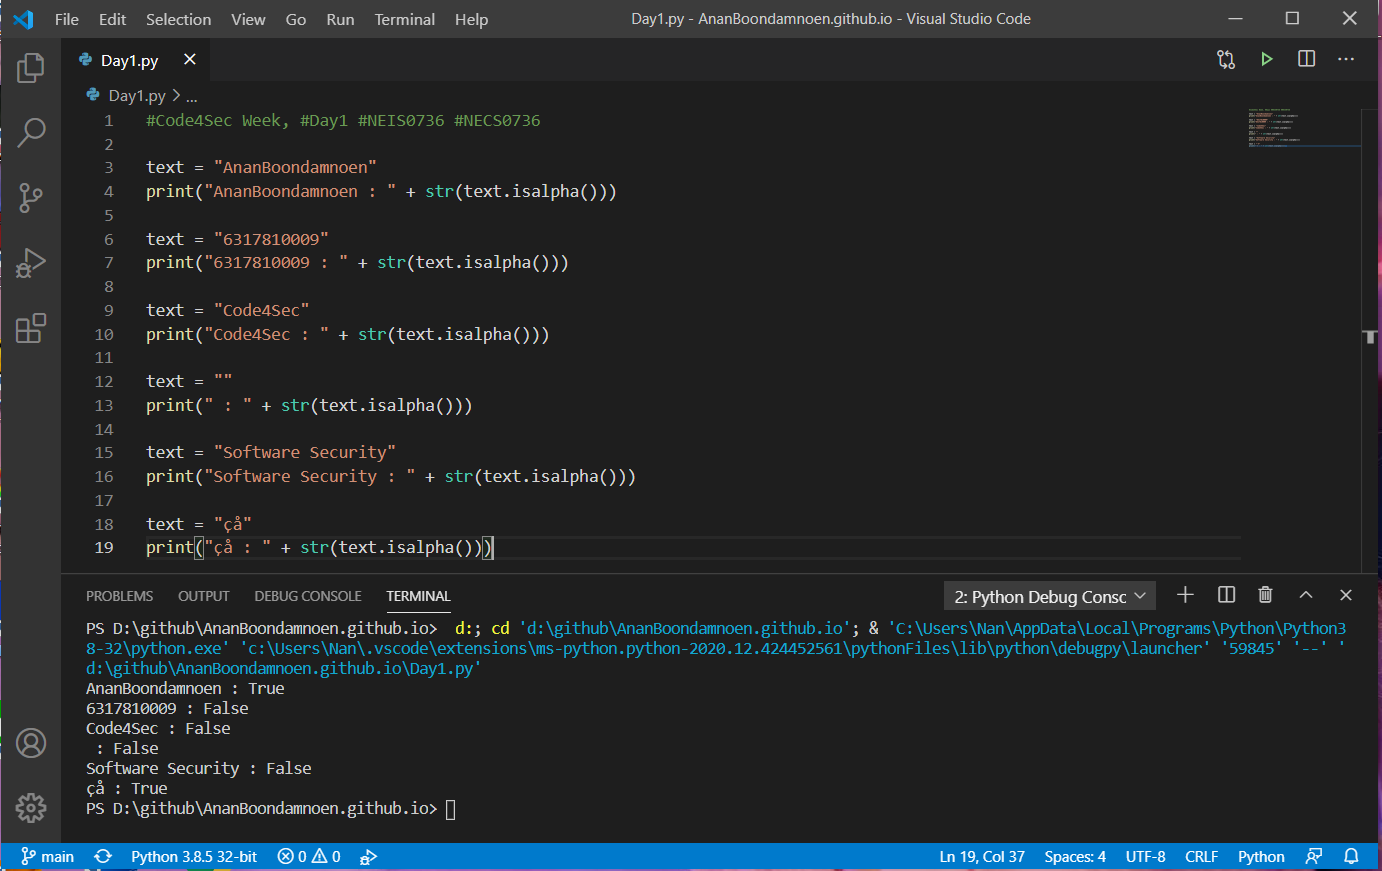 File Edit Selection View Go Run Terminal Help Day1.py - AnanBoondamnoen.github.io - Visual Studio Code
Day1.py
Day1.py > ...
1 #Code4Sec Week, #Day1 #NEIS0736 #NECS0736
2
3 text = "AnanBoondamnoen"
4 print("AnanBoondamnoen : " + str(text.isalpha()))
5
6 text = "6317810009"
7 print("6317810009 : " + str(text.isalpha()))
8
9 text = "Code4Sec"
10 print("Code4Sec : " + str(text.isalpha()))
11
12 text = ""
13 print(" : " + str(text.isalpha()))
14
15 text = "Software Security"
16 print("Software Security : " + str(text.isalpha()))
17
18 text = "çå"
19 print("çå : " + str(text.isalpha()))
PROBLEMS OUTPUT DEBUG CONSOLE TERMINAL 2: Python Debug Consc
PS D:\github\AnanBoondamnoen.github.io>  d:; cd 'd:\github\AnanBoondamnoen.github.io'; & 'C:\Users\Nan\AppData\Local\Programs\Python\Python3
8-32\python.exe' 'c:\Users\Nan\.vscode\extensions\ms-python.python-2020.12.424452561\pythonFiles\lib\python\debugpy\launcher' '59845' '--' '
d:\github\AnanBoondamnoen.github.io\Day1.py'
AnanBoondamnoen : True
6317810009 : False
Code4Sec : False
 : False
Software Security : False
çå : True
PS D:\github\AnanBoondamnoen.github.io>
main Python 3.8.5 32-bit 0 0 Ln 19, Col 37 Spaces: 4 UTF-8 CRLF Python